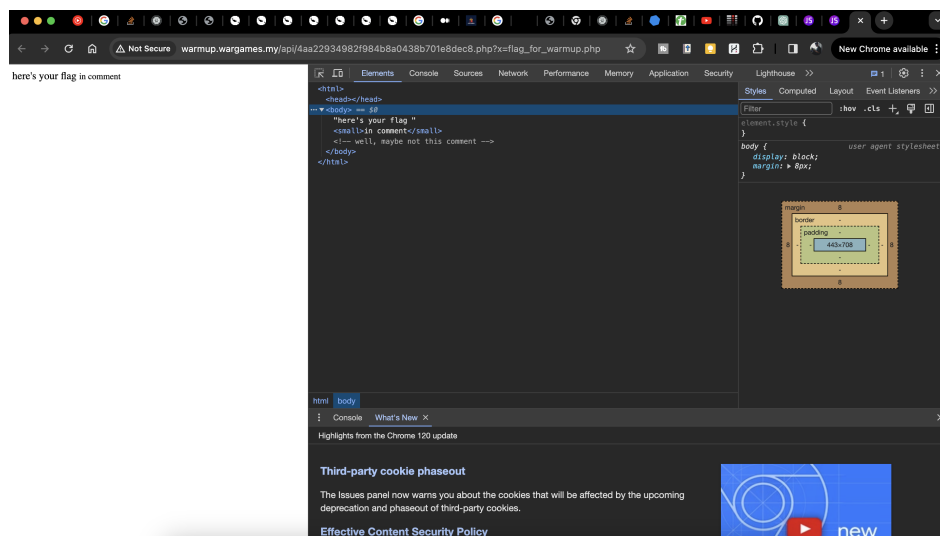 Not Secure warmup.wargames.my/api/4aa22934982f984b8a0438b701e8dec8.php?x=flag_for_warmup.php New Chrome available
here's your flag in comment
Elements Console Sources Network Performance Memory Application Security Lighthouse 1
<html>
<head></head>
<body> == $0
"here's your flag "
<small>in comment</small>
<!-- well, maybe not this comment -->
</body>
</html>
Styles Computed Layout Event Listeners
Filter :hov .cls
element.style {
}
body { user agent stylesheet
display: block;
margin: 8px;
}
margin 8
border -
padding -
8 - - 443×708 - - 8
-
-
8
html body
Console What's New
Highlights from the Chrome 120 update
Third-party cookie phaseout
The Issues panel now warns you about the cookies that will be affected by the upcoming
deprecation and phaseout of third-party cookies.
Effective Content Security Policy
new